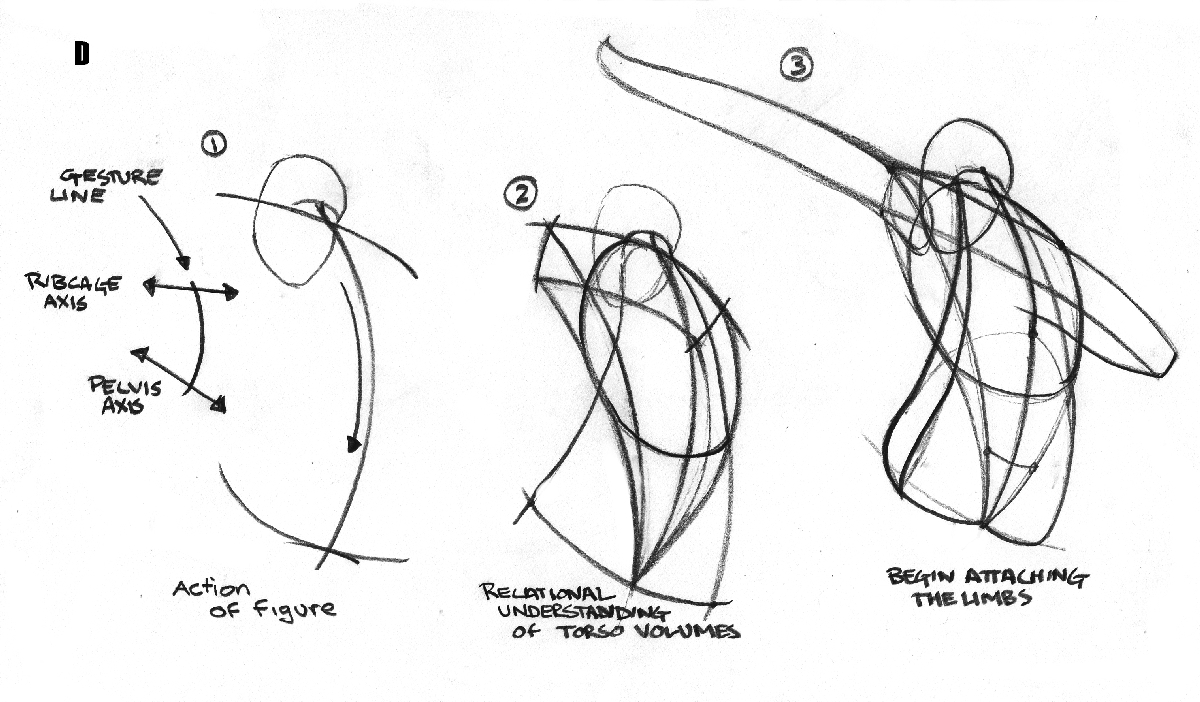 D
1
GESTURE
LINE
RIBCAGE
AXIS
PELVIS
AXIS
Action
of Figure
2
RELATIONAL
UNDERSTANDING
OF TORSO VOLUMES
3
BEGIN ATTACHING
THE LIMBS